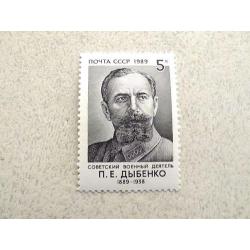 ПОЧТА СССР 1989 5к
СОВЕТСКИЙ ВОЕННЫЙ ДЕЯТЕЛЬ
П. Е. ДЫБЕНКО
1889–1938